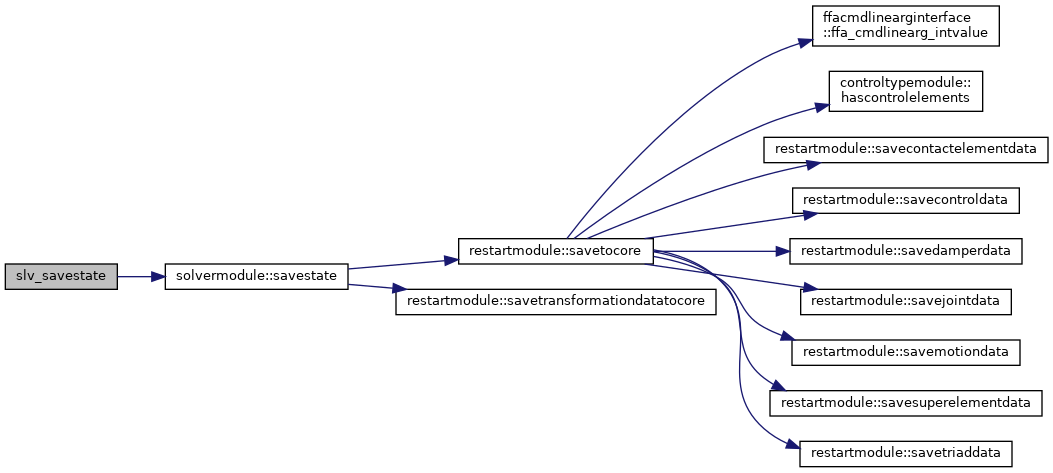 ffacmdlinearginterface
::ffa_cmdlinearg_intvalue
controltypemodule::
hascontrolelements
restartmodule::savecontactelementdata
restartmodule::savecontroldata
restartmodule::savetocore
restartmodule::savedamperdata
slv_savestate
solvermodule::savestate
restartmodule::savetransformationdatatocore
restartmodule::savejointdata
restartmodule::savemotiondata
restartmodule::savesuperelementdata
restartmodule::savetriaddata